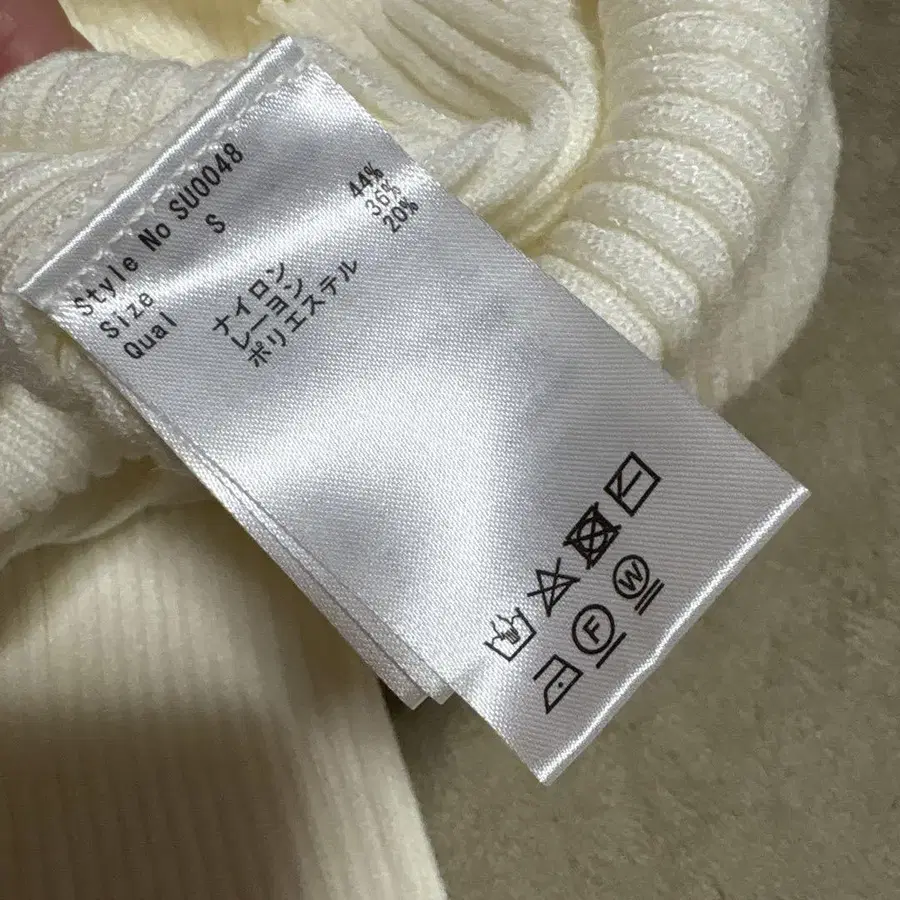 Style No SU0048
Size S
Qual
ナイロン 44%
レーヨン 36%
ポリエステル 20%
F
W